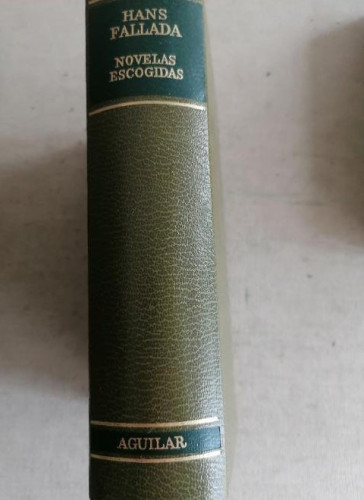 HANS
FALLADA
NOVELAS
ESCOGIDAS
AGUILAR